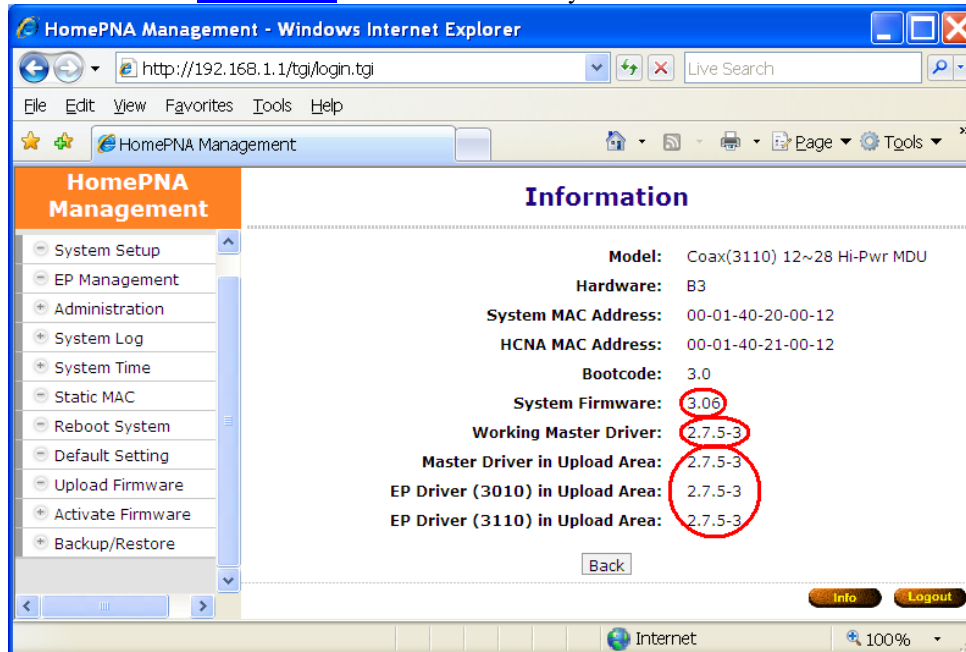 HomePNA Management - Windows Internet Explorer
http://192.168.1.1/tgi/login.tgi
Live Search
File Edit View Favorites Tools Help
HomePNA Management
Page Tools »
HomePNA
Management
System Setup
EP Management
Administration
System Log
System Time
Static MAC
Reboot System
Default Setting
Upload Firmware
Activate Firmware
Backup/Restore
Information
Model: Coax(3110) 12~28 Hi-Pwr MDU
Hardware: B3
System MAC Address: 00-01-40-20-00-12
HCNA MAC Address: 00-01-40-21-00-12
Bootcode: 3.0
System Firmware: 3.06
Working Master Driver: 2.7.5-3
Master Driver in Upload Area: 2.7.5-3
EP Driver (3010) in Upload Area: 2.7.5-3
EP Driver (3110) in Upload Area: 2.7.5-3
Back
Info Logout
Internet 100%